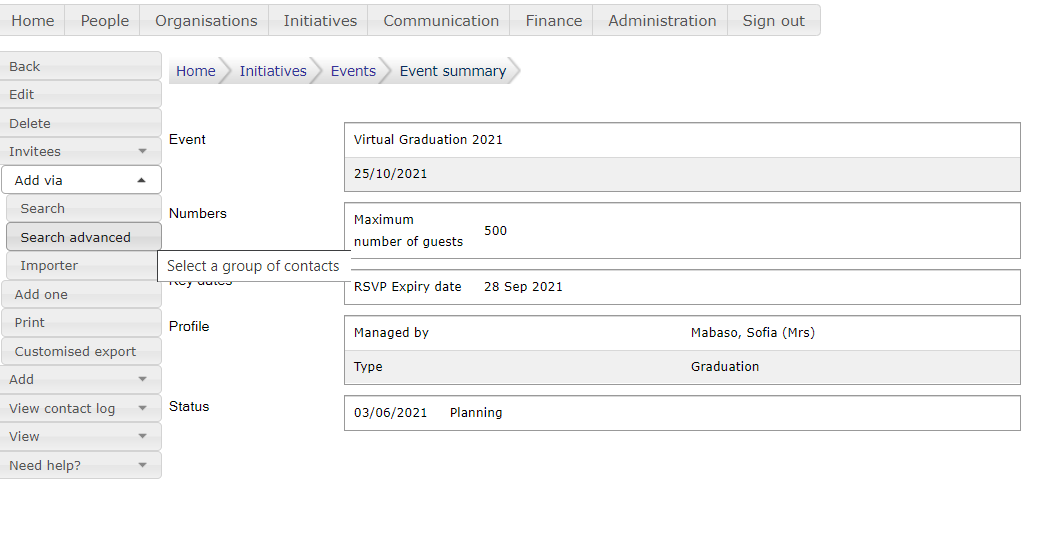 Home People Organisations Initiatives Communication Finance Administration Sign out
Back
Edit
Delete
Invitees
Add via
Search
Search advanced
Importer
Add one
Print
Customised export
Add
View contact log
View
Need help?
Select a group of contacts
Home Initiatives Events Event summary
Event
Virtual Graduation 2021
25/10/2021
Numbers
Maximum
number of guests
500
Key dates
RSVP Expiry date 28 Sep 2021
Profile
Managed by Mabaso, Sofia (Mrs)
Type Graduation
Status
03/06/2021 Planning